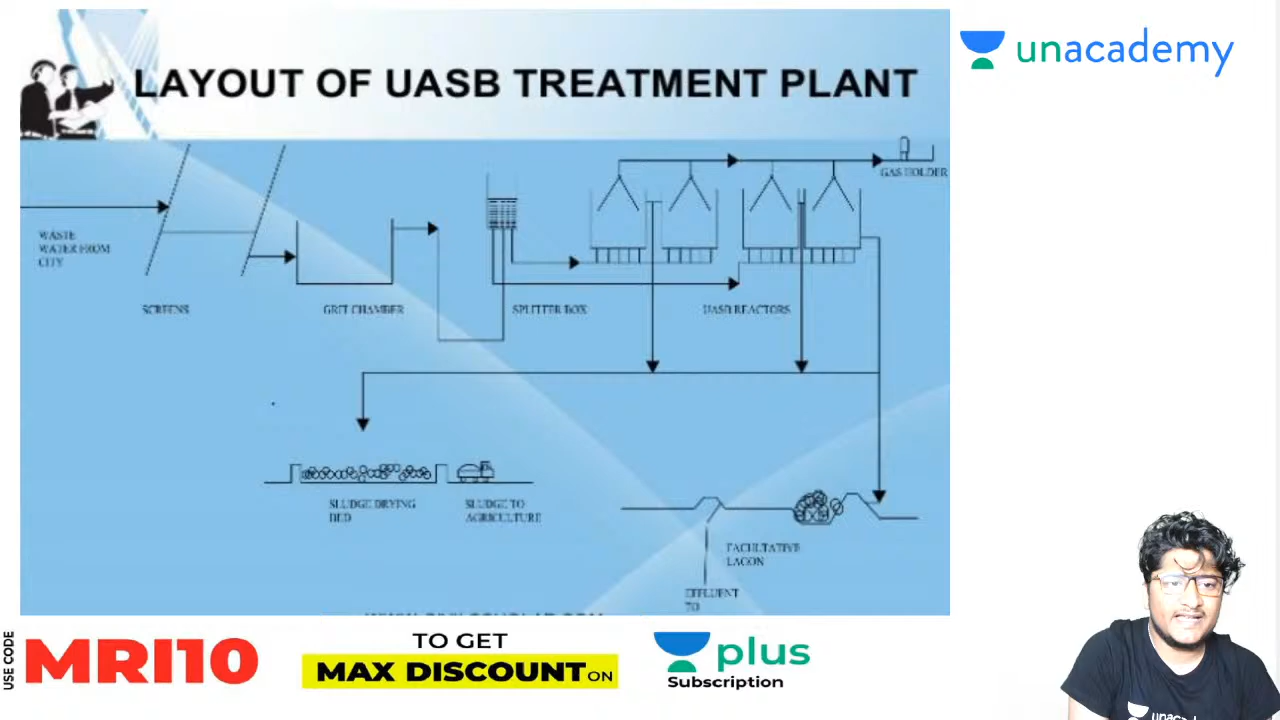 LAYOUT OF UASB TREATMENT PLANT
unacademy
GAS HOLDER
WASTE
WATER FROM
CITY
SCREENS
GRIT CHAMBER
SPLITTER BOX
UASB REACTORS
SLUDGE DRYING
BED
SLUDGE TO
AGRICULTURE
FACULTATIVE
LAGON
EFFLUENT
TO
USE CODE
MRI10
TO GET
MAX DISCOUNT ON
plus
Subscription